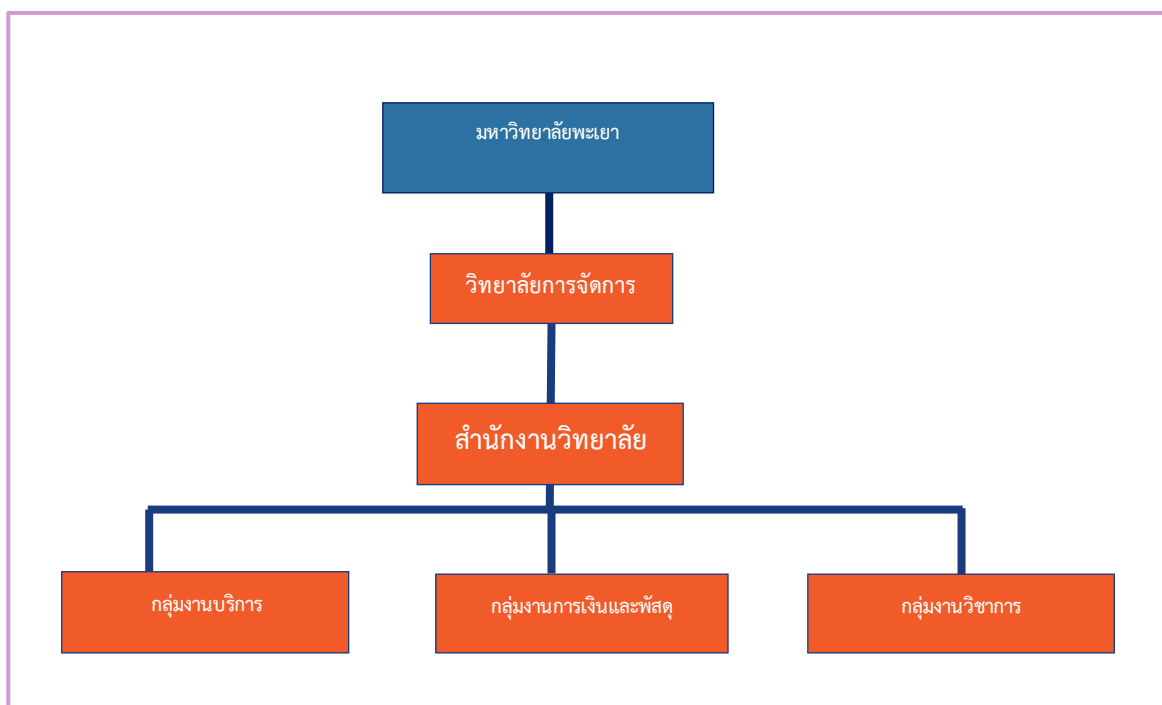 มหาวิทยาลัยพะเยา
วิทยาลัยการจัดการ
สำนักงานวิทยาลัย
กลุ่มงานบริการ
กลุ่มงานการเงินและพัสดุ
กลุ่มงานวิชาการ